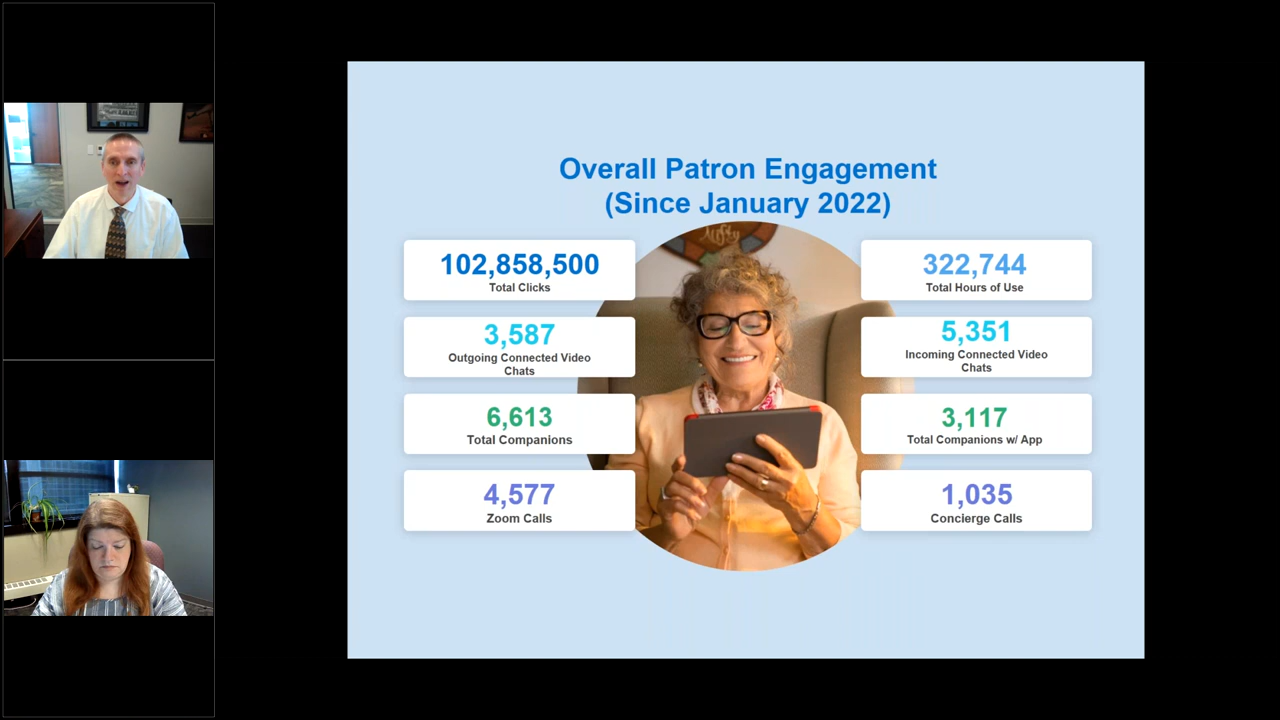 Overall Patron Engagement
(Since January 2022)
102,858,500
Total Clicks
322,744
Total Hours of Use
3,587
Outgoing Connected Video
Chats
5,351
Incoming Connected Video
Chats
6,613
Total Companions
3,117
Total Companions w/ App
4,577
Zoom Calls
1,035
Concierge Calls